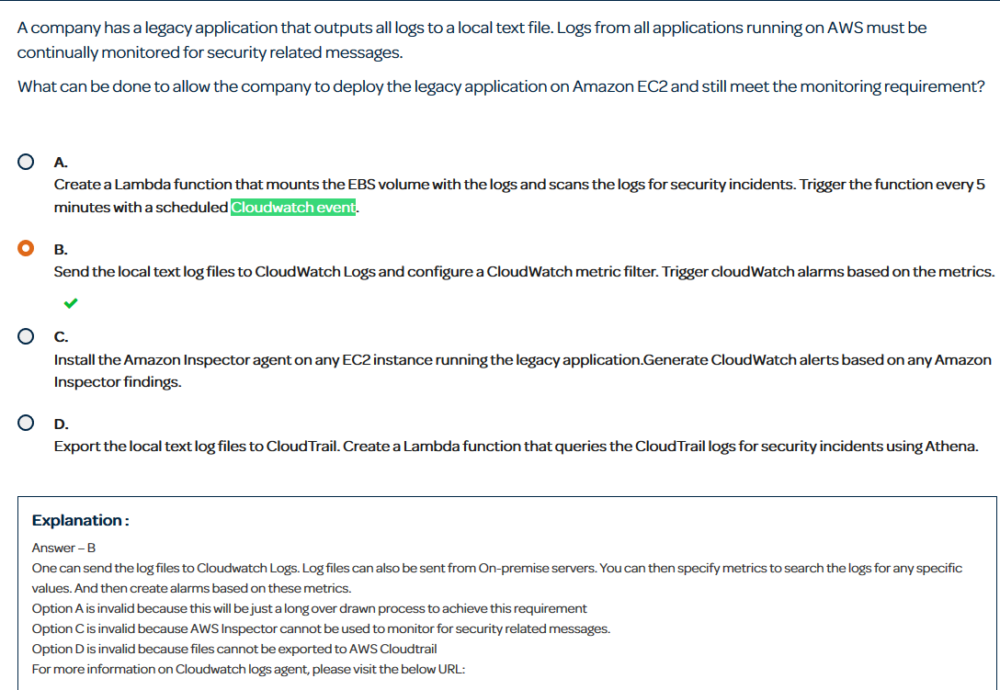 A company has a legacy application that outputs all logs to a local text file. Logs from all applications running on AWS must be
continually monitored for security related messages.
What can be done to allow the company to deploy the legacy application on Amazon EC2 and still meet the monitoring requirement?
A.
Create a Lambda function that mounts the EBS volume with the logs and scans the logs for security incidents. Trigger the function every 5
minutes with a scheduled Cloudwatch event.
B.
Send the local text log files to CloudWatch Logs and configure a CloudWatch metric filter. Trigger cloudWatch alarms based on the metrics.
C.
Install the Amazon Inspector agent on any EC2 instance running the legacy application.Generate CloudWatch alerts based on any Amazon
Inspector findings.
D.
Export the local text log files to CloudTrail. Create a Lambda function that queries the CloudTrail logs for security incidents using Athena.
Explanation :
Answer – B
One can send the log files to Cloudwatch Logs. Log files can also be sent from On-premise servers. You can then specify metrics to search the logs for any specific
values. And then create alarms based on these metrics.
Option A is invalid because this will be just a long over drawn process to achieve this requirement
Option C is invalid because AWS Inspector cannot be used to monitor for security related messages.
Option D is invalid because files cannot be exported to AWS Cloudtrail
For more information on Cloudwatch logs agent, please visit the below URL: